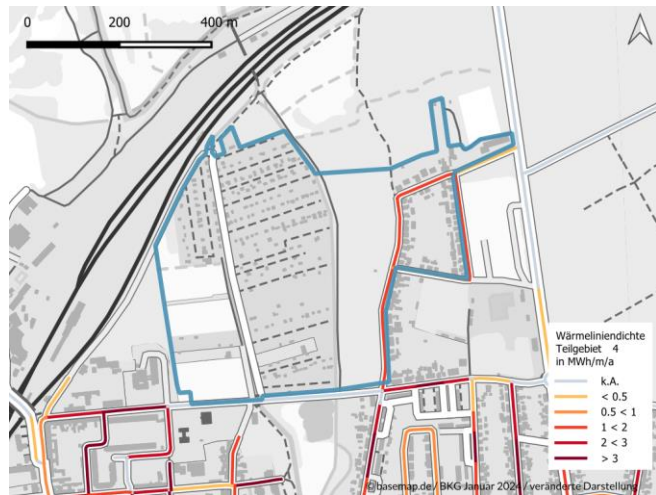 0 200 400 m
Wärmeliniendichte
Teilgebiet 4
in MWh/m/a
k.A.
< 0.5
0.5 < 1
1 < 2
2 < 3
> 3
© basemap.de / BKG Januar 2024 / veränderte Darstellung